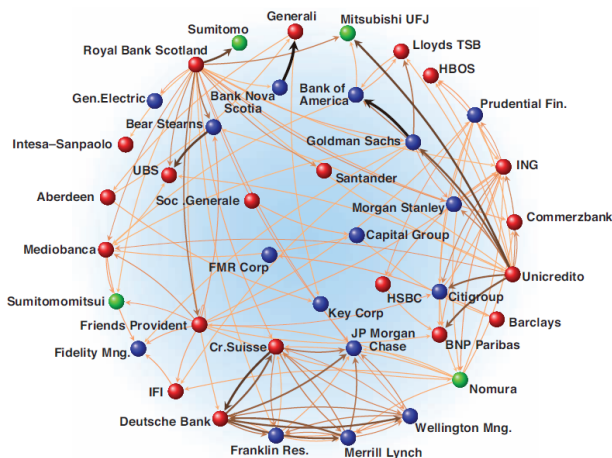 Generali
Sumitomo
Mitsubishi UFJ
Royal Bank Scotland
Lloyds TSB
HBOS
Gen.Electric
Bank Nova
Scotia
Bank of
America
Prudential Fin.
Bear Stearns
Goldman Sachs
Intesa–Sanpaolo
UBS
Santander
ING
Aberdeen
Soc.Generale
Morgan Stanley
Commerzbank
Mediobanca
Capital Group
FMR Corp
Unicredito
Sumitomomitsui
HSBC
Citigroup
Key Corp
Friends Provident
Barclays
Fidelity Mng.
Cr.Suisse
JP Morgan
Chase
BNP Paribas
IFI
Nomura
Deutsche Bank
Wellington Mng.
Franklin Res.
Merrill Lynch